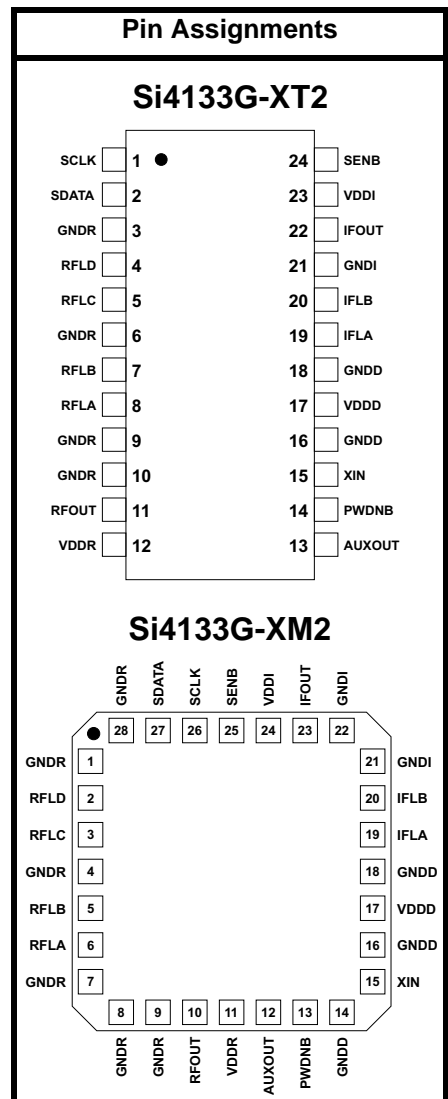 Pin Assignments
Si4133G-XT2
SCLK 1 24 SENB
SDATA 2 23 VDDI
GNDR 3 22 IFOUT
RFLD 4 21 GNDI
RFLC 5 20 IFLB
GNDR 6 19 IFLA
RFLB 7 18 GNDD
RFLA 8 17 VDDD
GNDR 9 16 GNDD
GNDR 10 15 XIN
RFOUT 11 14 PWDNB
VDDR 12 13 AUXOUT
Si4133G-XM2
GNDR SDATA SCLK SENB VDDI IFOUT GNDI
28 27 26 25 24 23 22
GNDR 1 21 GNDI
RFLD 2 20 IFLB
RFLC 3 19 IFLA
GNDR 4 18 GNDD
RFLB 5 17 VDDD
RFLA 6 16 GNDD
GNDR 7 15 XIN
8 9 10 11 12 13 14
GNDR GNDR RFOUT VDDR AUXOUT PWDNB GNDD